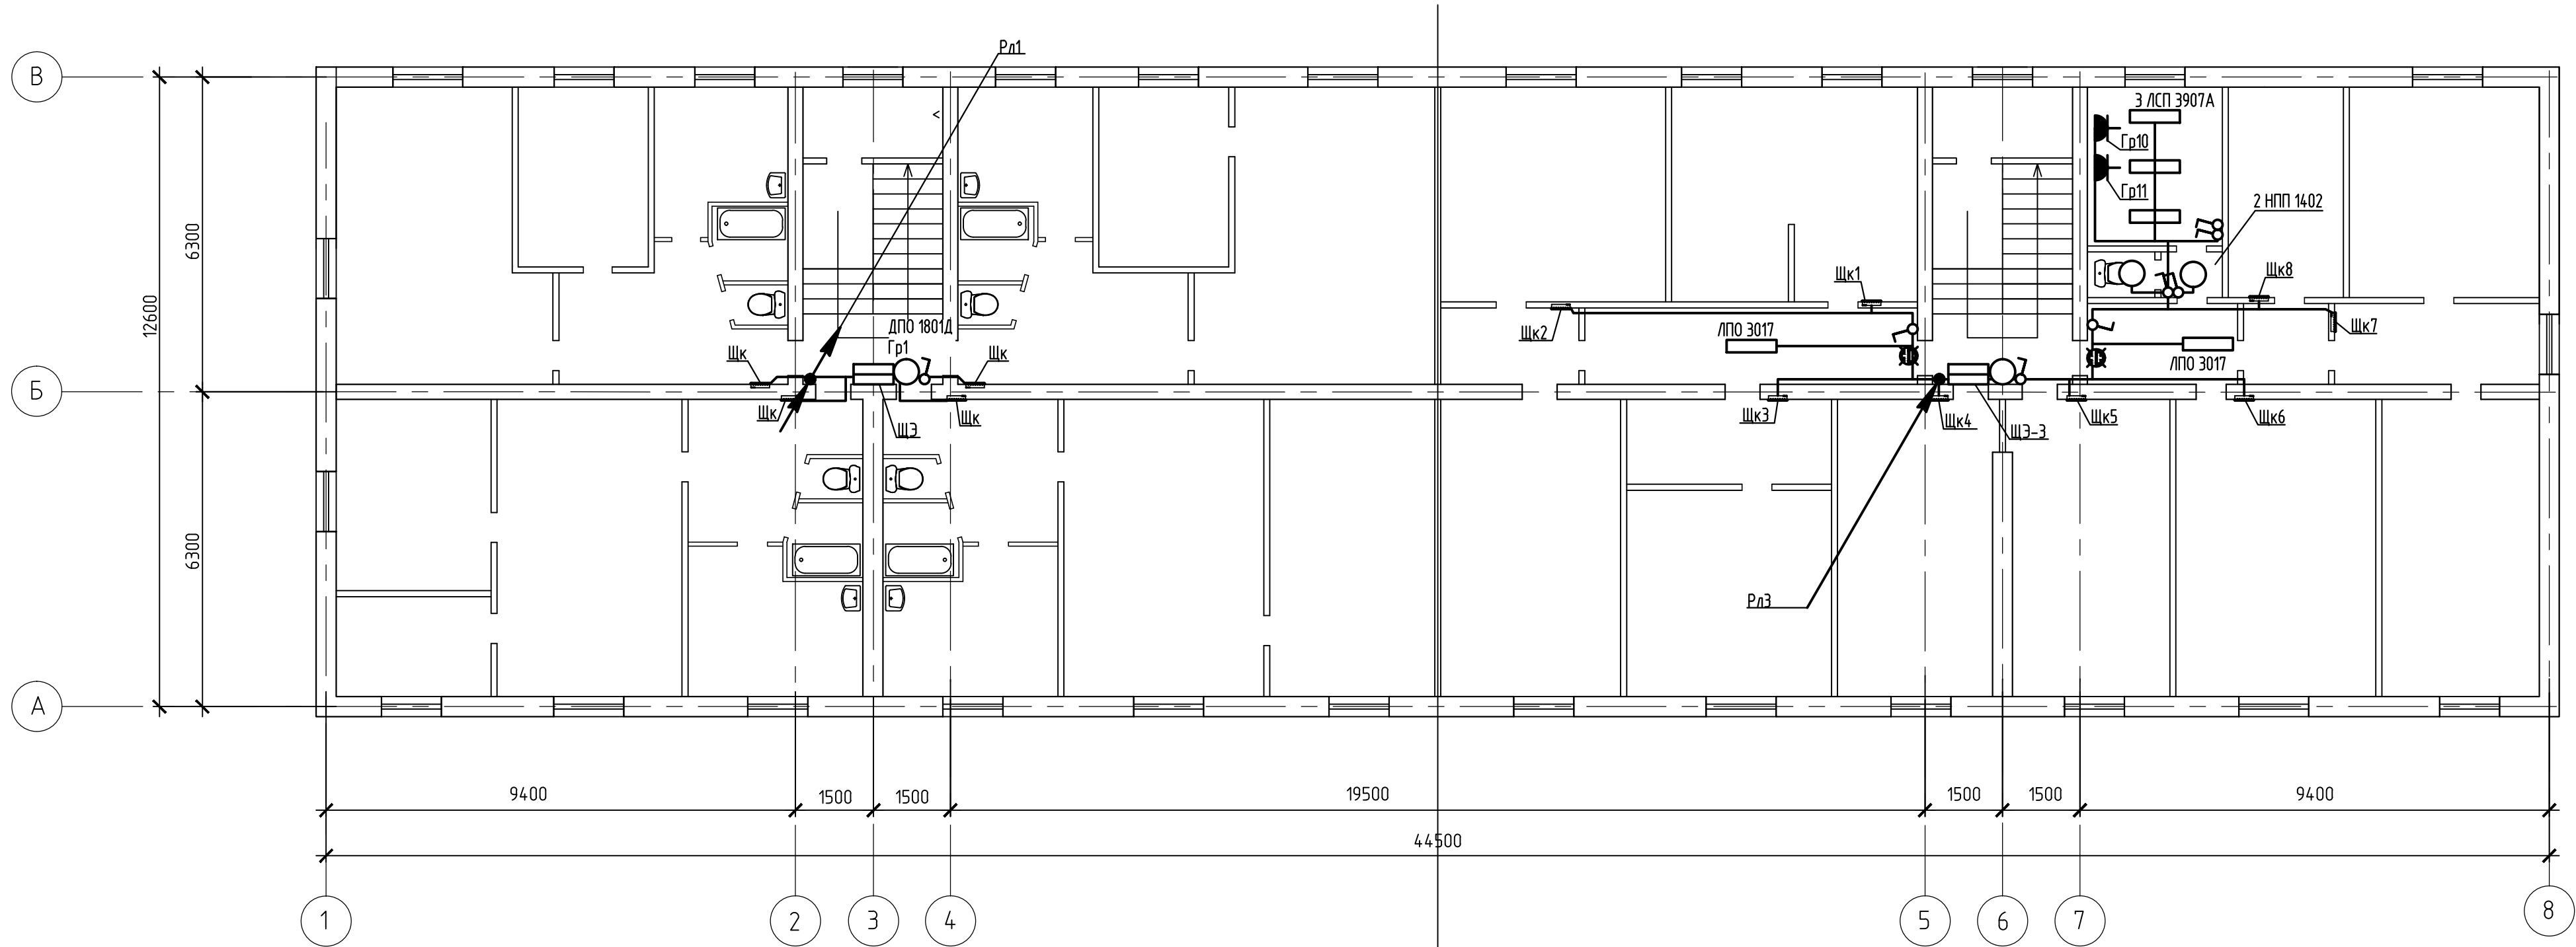 Рл1
В
3 ЛСП 3907А
Гр10
Гр11
2 НПП 1402
6300
12600
Щк1
Щк8
Щк2
ДПО 1801Д
ЛПО 3017
Щк7
Гр1
Щк
Щк
ЛПО 3017
Б
Щк
Щк
ЩЭ
Щк3
Щк4
ЩЭ-3
Щк5
Щк6
6300
Рл3
А
9400
1500
1500
19500
1500
1500
9400
44500
1
2
3
4
5
6
7
8